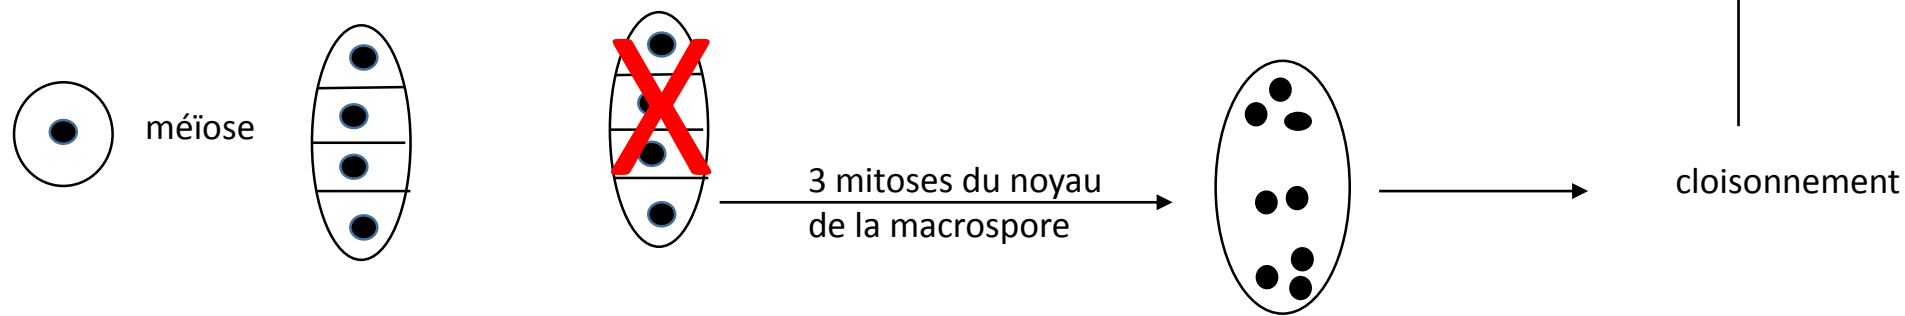 méïose
3 mitoses du noyau
de la macrospore
cloisonnement